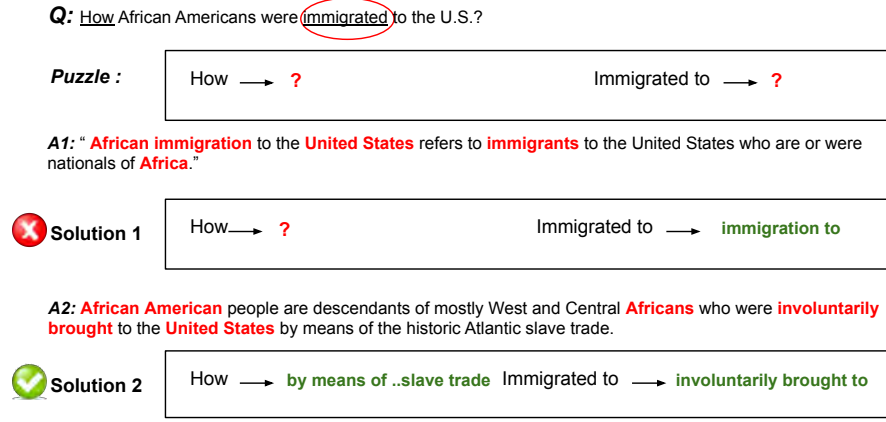 Q: How African Americans were immigrated to the U.S.?
Puzzle : How → ? Immigrated to → ?
A1: “ African immigration to the United States refers to immigrants to the United States who are or were
nationals of Africa.”
Solution 1 How → ? Immigrated to → immigration to
A2: African American people are descendants of mostly West and Central Africans who were involuntarily
brought to the United States by means of the historic Atlantic slave trade.
Solution 2 How → by means of ..slave trade Immigrated to → involuntarily brought to